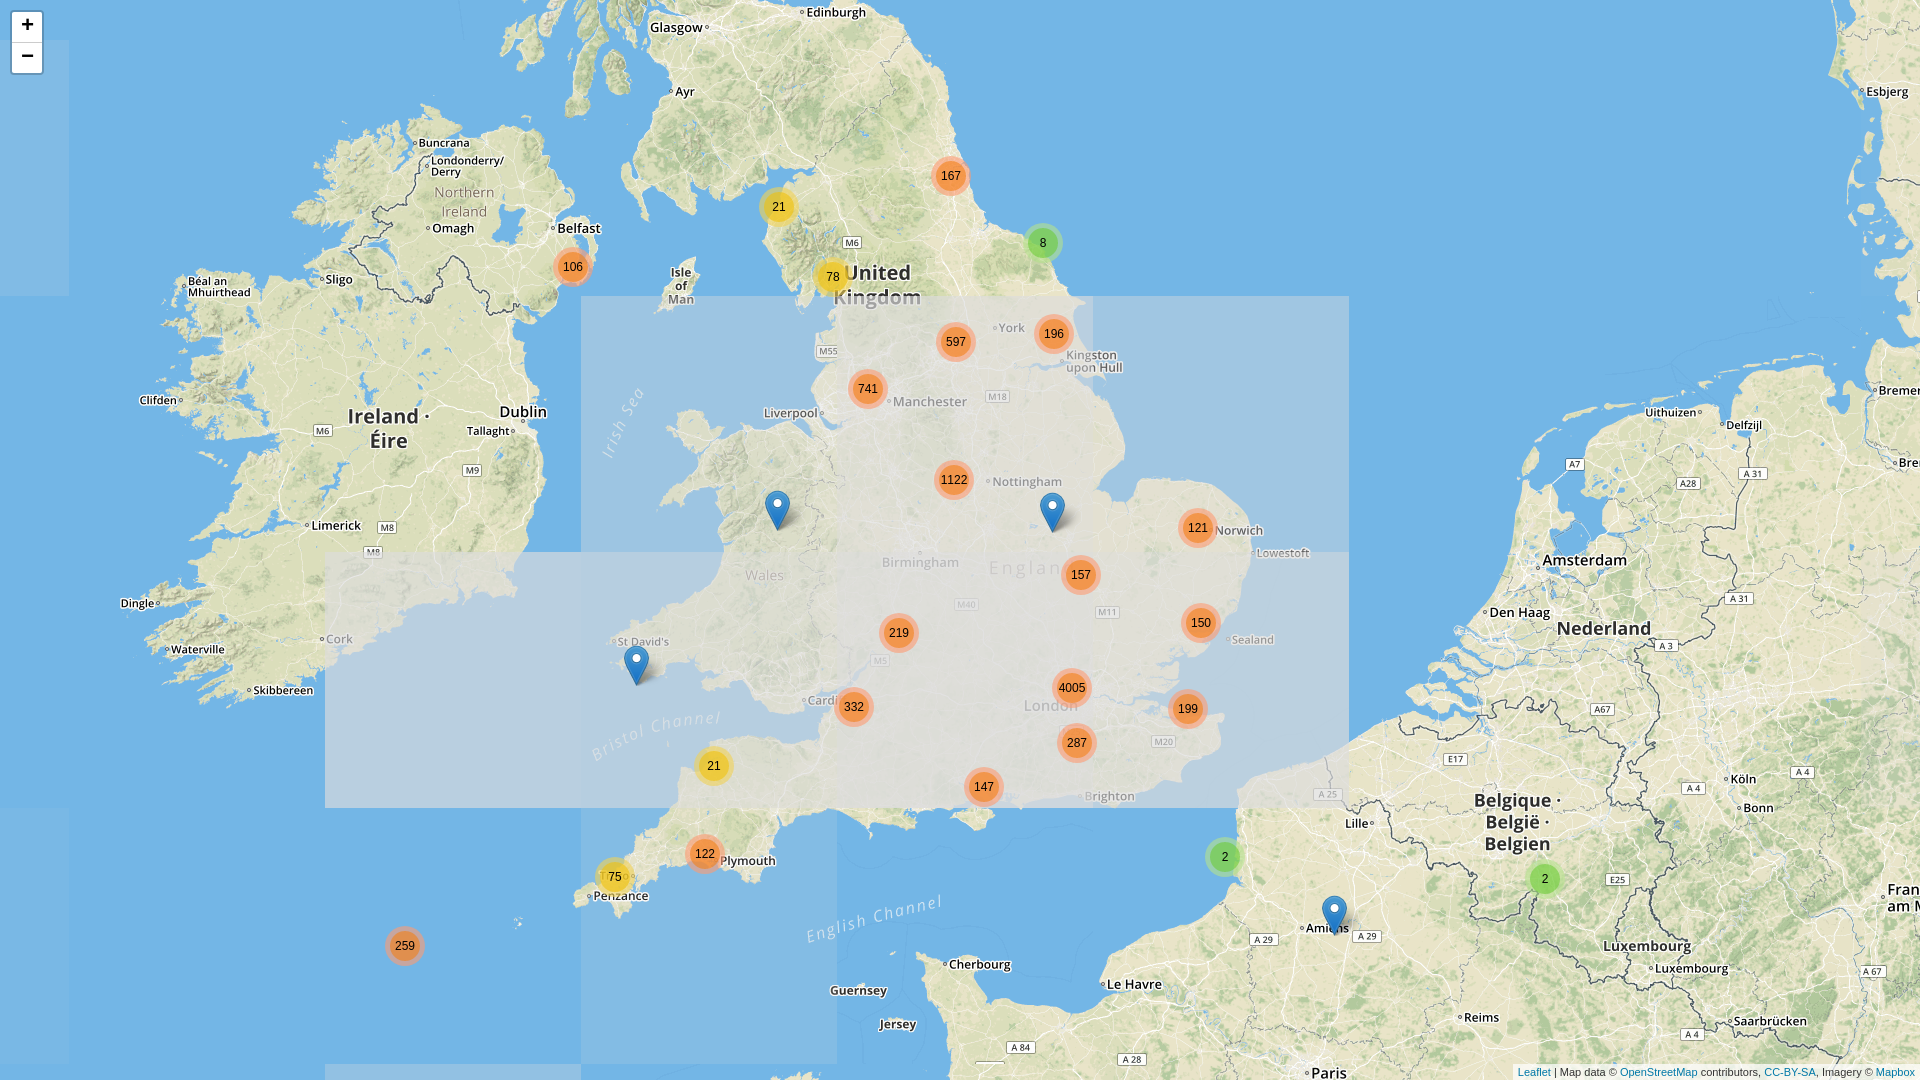 +
−
Edinburgh
Glasgow
Ayr
Esbjerg
Buncrana
Londonderry/
Derry
167
Northern
Ireland
21
Omagh
Belfast
8
M6
106
78
United
Kingdom
Isle
of
Man
Sligo
Béal an
Mhuirthead
York
196
597
M55
Kingston
upon Hull
741
M18
Manchester
Clifden
Liverpool
Dublin
Ireland ·
Éire
M6
Tallaght
Irish Sea
Uithuizen
Delfzijl
A7
A 31
M9
1122
Nottingham
A28
Limerick
M8
121
Norwich
M8
Lowestoft
Birmingham
Amsterdam
Wales
157
Dingle
M40
M11
A 31
Den Haag
Nederland
219
150
Cork
St David's
Sealand
A 3
Waterville
M5
Skibbereen
4005
London
332
199
A67
Bristol Channel
287
M20
E17
21
A 4
Köln
147
Brighton
A 25
A 4
Bonn
Belgique ·
België ·
Belgien
Lille
122
Plymouth
2
75
Penzance
2
E25
English Channel
Amiens
A 29
A 29
259
Luxembourg
Cherbourg
Luxembourg
A 67
Le Havre
Guernsey
Jersey
Reims
Saarbrücken
A 4
A 84
A 28
Paris
Leaflet | Map data © OpenStreetMap contributors, CC-BY-SA, Imagery © Mapbox